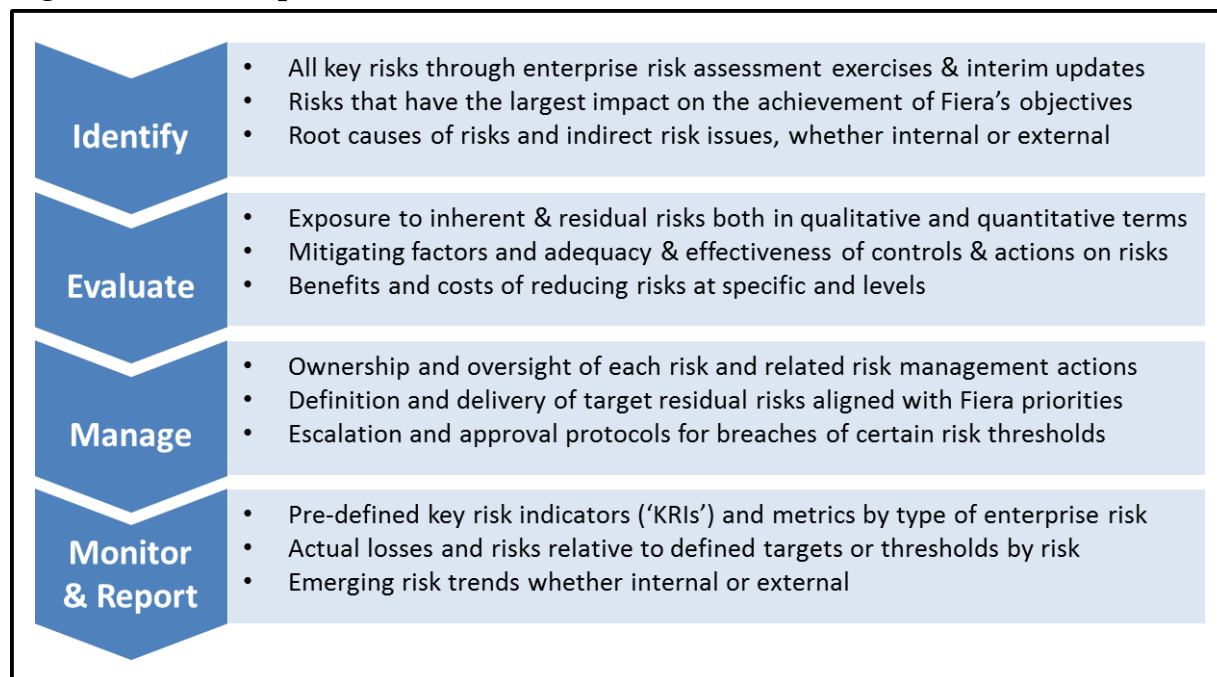 Identify
• All key risks through enterprise risk assessment exercises & interim updates
• Risks that have the largest impact on the achievement of Fiera's objectives
• Root causes of risks and indirect risk issues, whether internal or external
Evaluate
• Exposure to inherent & residual risks both in qualitative and quantitative terms
• Mitigating factors and adequacy & effectiveness of controls & actions on risks
• Benefits and costs of reducing risks at specific and levels
Manage
• Ownership and oversight of each risk and related risk management actions
• Definition and delivery of target residual risks aligned with Fiera priorities
• Escalation and approval protocols for breaches of certain risk thresholds
Monitor
& Report
• Pre-defined key risk indicators (‘KRIs’) and metrics by type of enterprise risk
• Actual losses and risks relative to defined targets or thresholds by risk
• Emerging risk trends whether internal or external